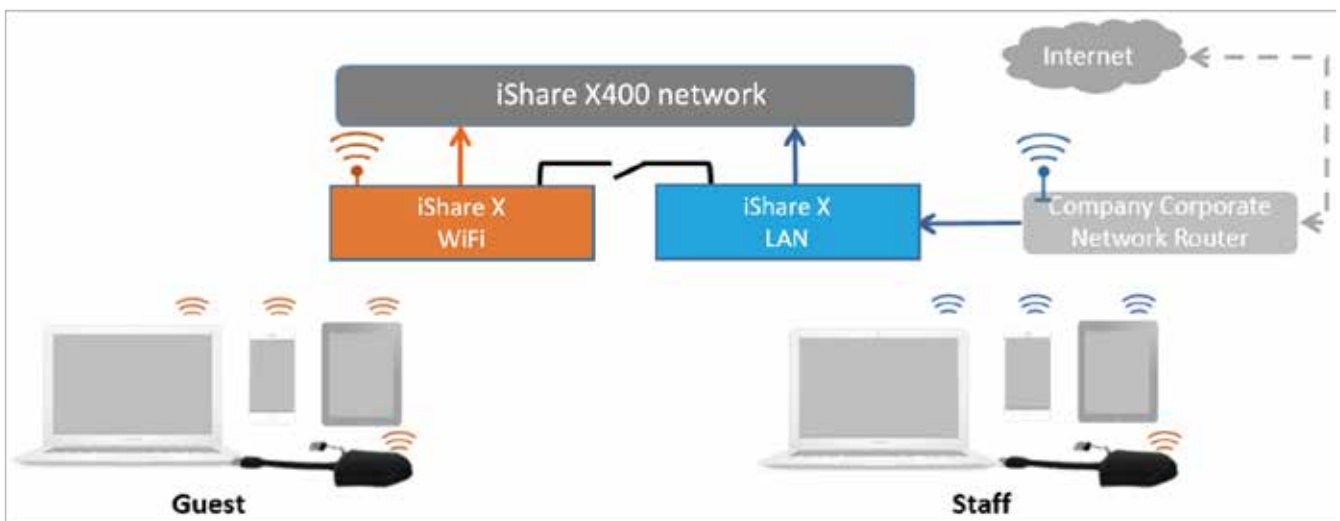 Internet
iShare X400 network
iShare X
WiFi
iShare X
LAN
Company Corporate
Network Router
Guest
Staff